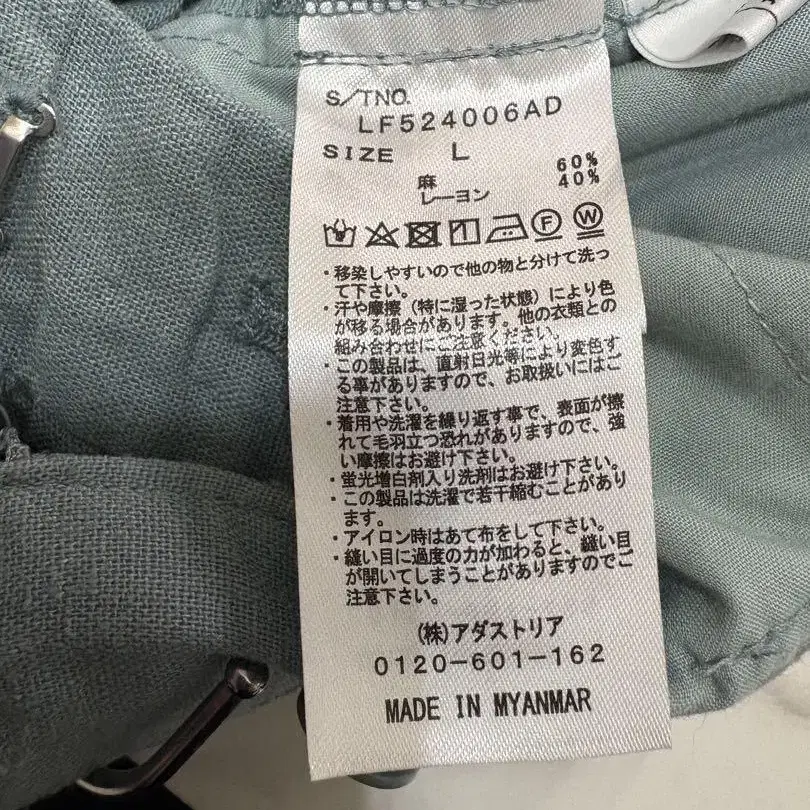 S/TNO.
LF524006AD
SIZE L
麻 60%
レーヨン 40%
F W
・移染しやすいので他の物と分けて洗っ
て下さい。
・汗や摩擦（特に湿った状態）により色
が移る場合があります。他の衣類との
組み合わせにご注意ください。
・この製品は、直射日光等により変色す
る事がありますので、お取扱いにはご
注意下さい。
・着用や洗濯を繰り返す事で、表面が擦
れて毛羽立つ恐れがありますので、強
い摩擦はお避け下さい。
・蛍光増白剤入り洗剤はお避け下さい。
・この製品は洗濯で若干縮むことがあり
ます。
・アイロン時はあて布をして下さい。
・縫い目に過度の力が加わると、縫い目
が開いてしまうことがありますのでご
注意下さい。
(株)アダストリア
0120-601-162
MADE IN MYANMAR